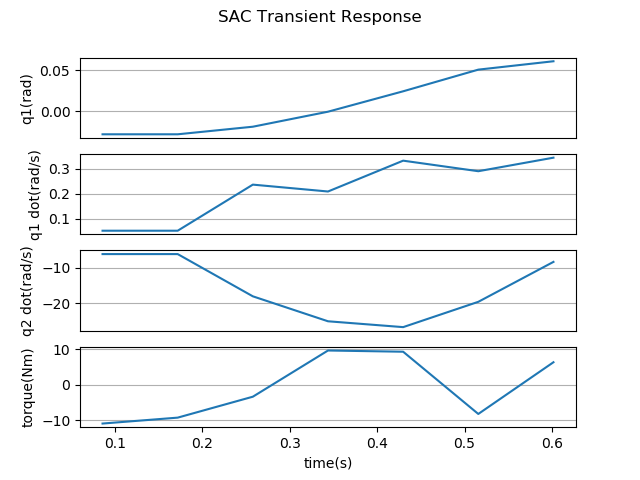 SAC Transient Response
q1(rad)
0.05
0.00
q1 dot(rad/s)
0.3
0.2
0.1
q2 dot(rad/s)
−10
−20
torque(Nm)
10
0
−10
0.1 0.2 0.3 0.4 0.5 0.6
time(s)